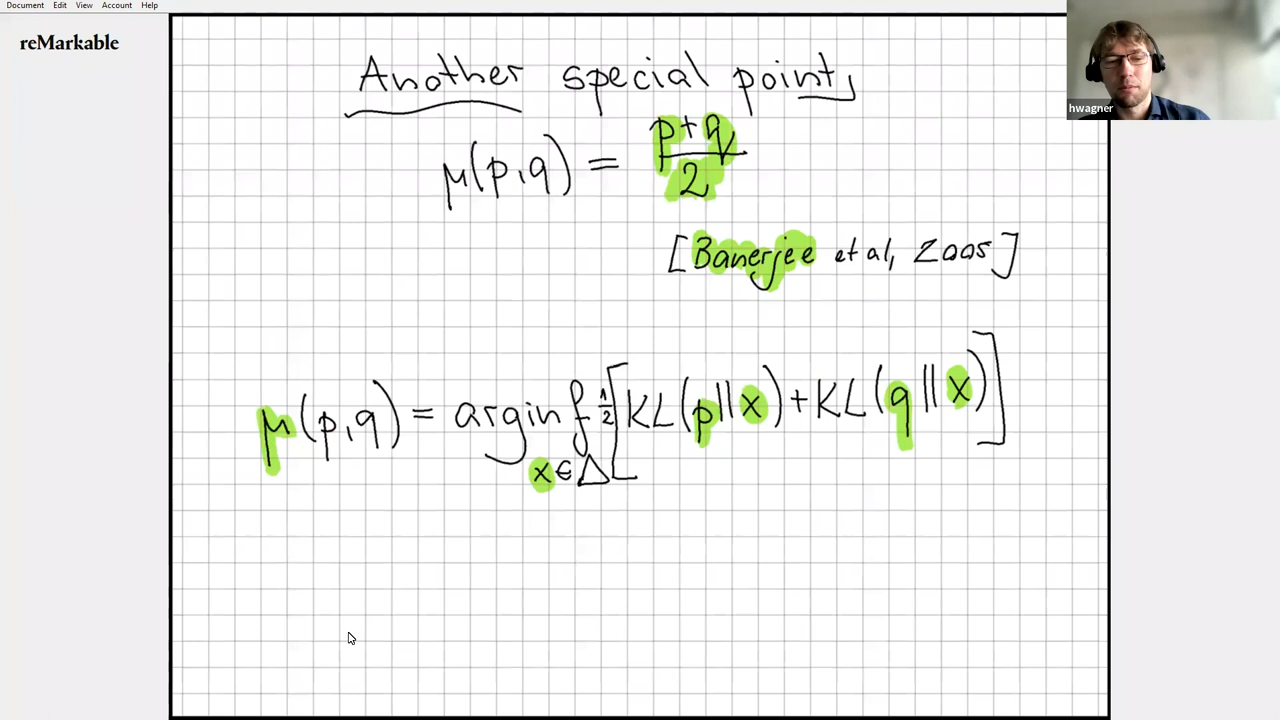 Document Edit View Account Help
reMarkable
hwagner
Another special point,
μ(p,q) = p+q / 2
[Banerjee et al, 2005]
μ(p,q) = arginf 1/2 [KL(p||x) + KL(q||x)]
x∈Δ